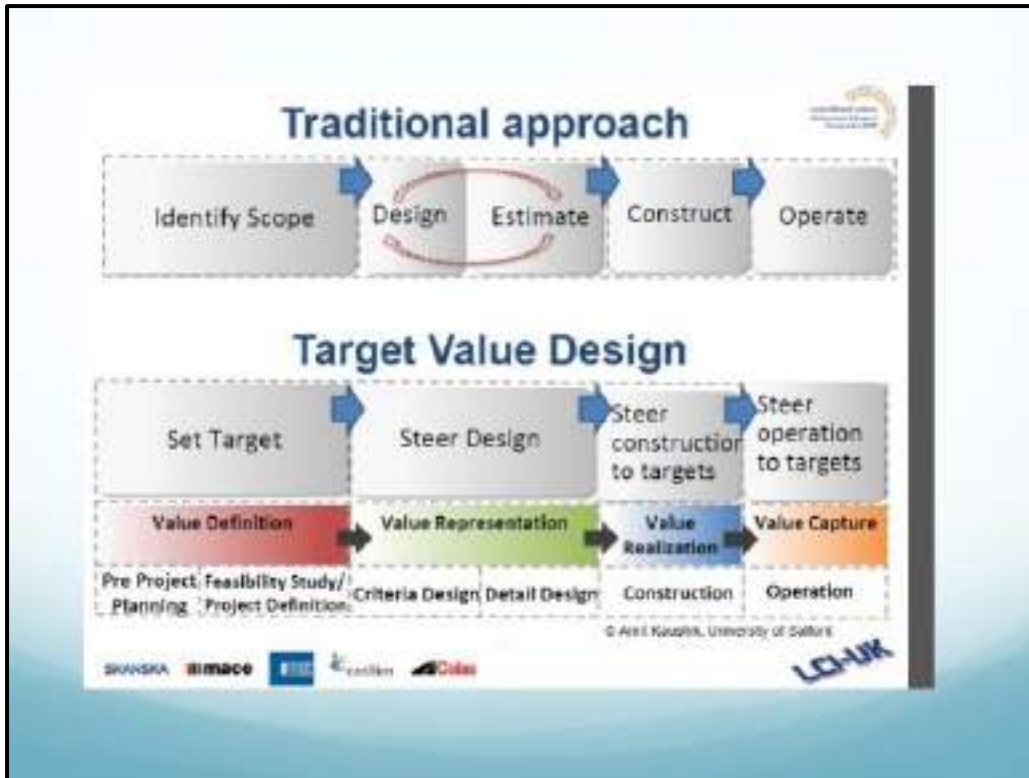 Traditional approach
Identify Scope
Design
Estimate
Construct
Operate
Target Value Design
Set Target
Steer Design
Steer
construction
to targets
Steer
operation
to targets
Value Definition
Value Representation
Value
Realization
Value Capture
Pre Project
Planning
Feasibility Study/
Project Definition
Criteria Design
Detail Design
Construction
Operation
University of Salford
SKANSKA
mace
Colas
LCI-UK